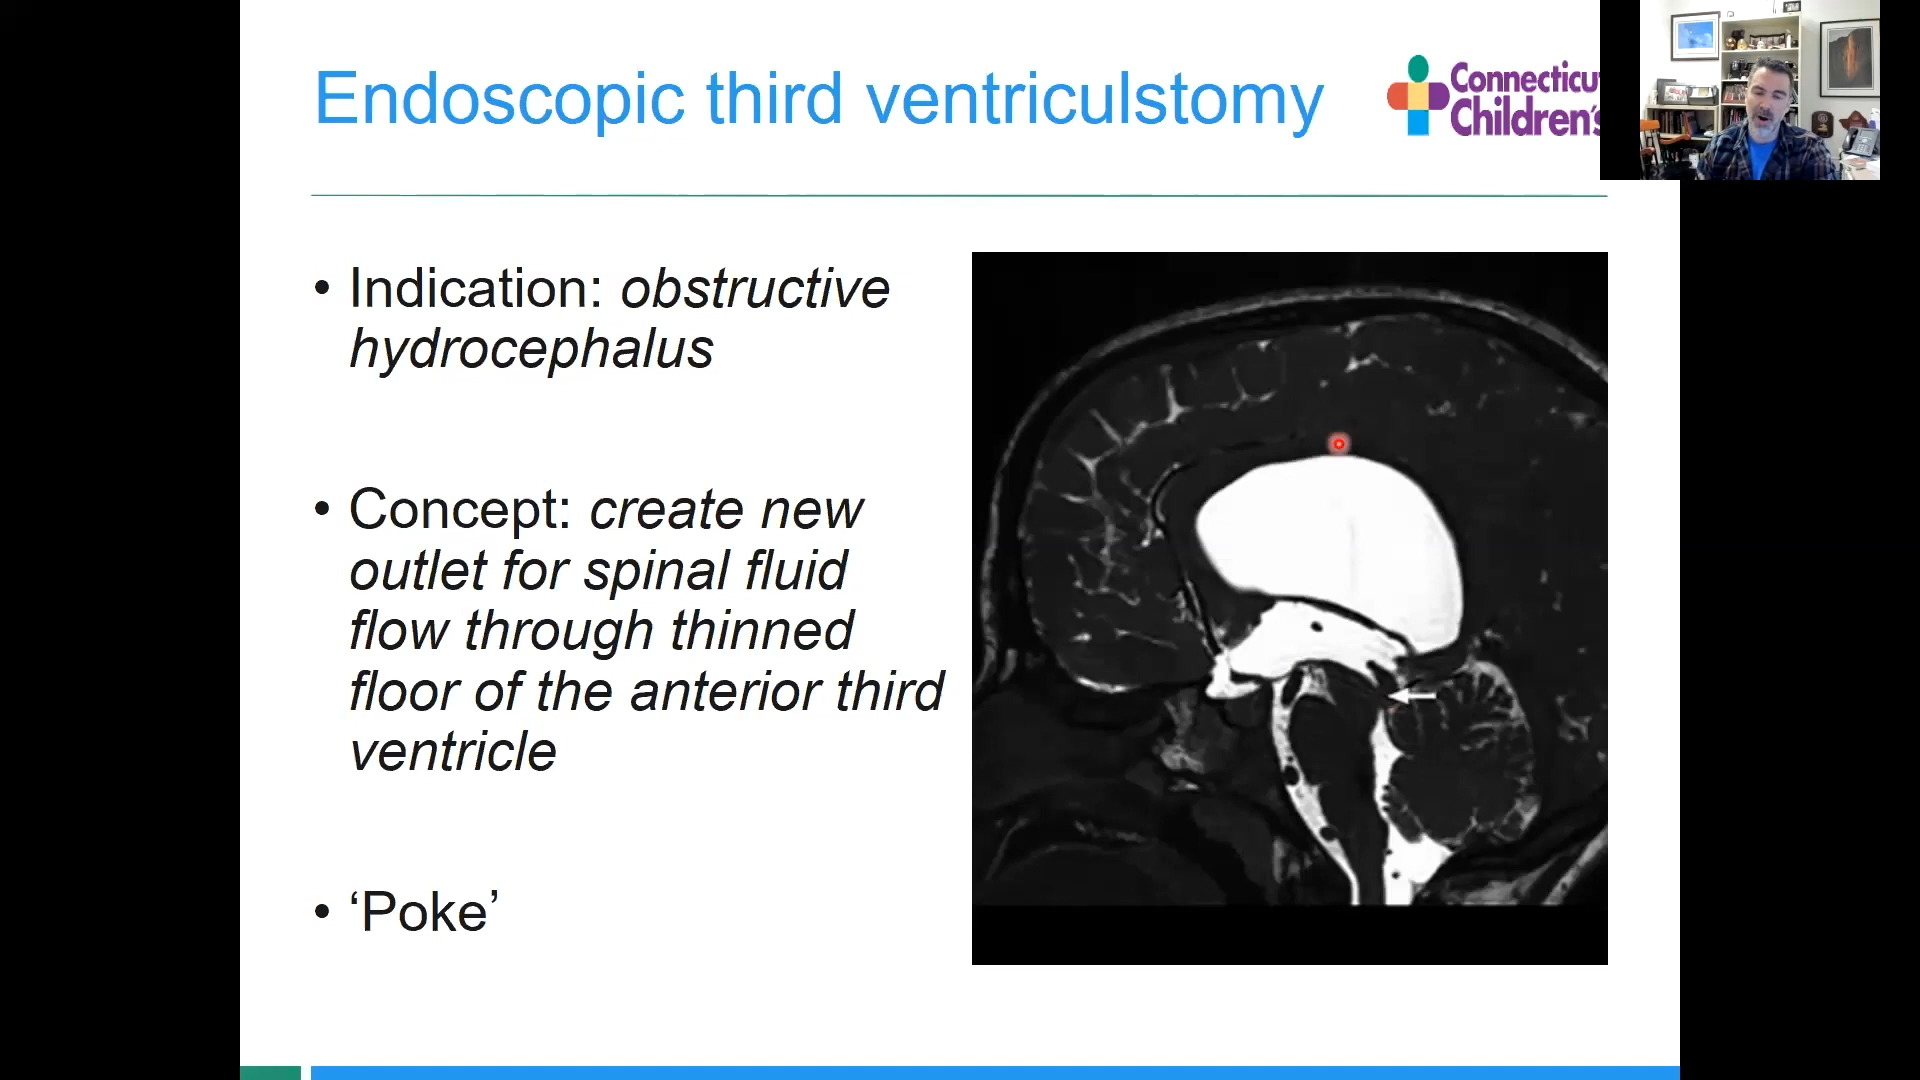 Endoscopic third ventriculstomy
Connecticu
Children's
• Indication: obstructive
hydrocephalus
• Concept: create new
outlet for spinal fluid
flow through thinned
floor of the anterior third
ventricle
• ‘Poke’